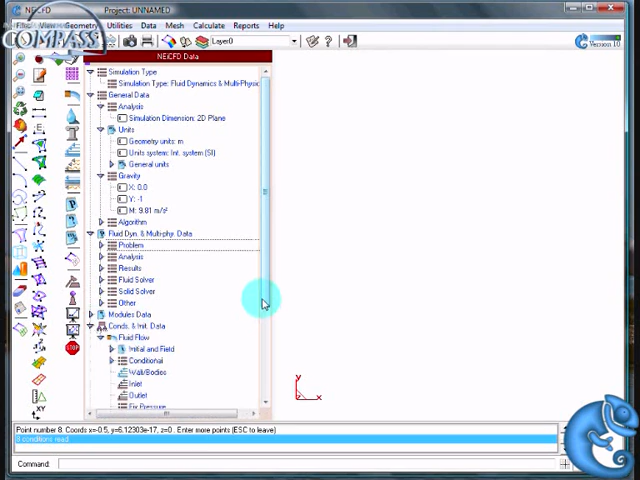 NEiCFD Project: UNNAMED
Files View Geometry Utilities Data Mesh Calculate Reports Help
COMPASS
Layer0
Version 10
NEiCFD Data
Simulation Type
Simulation Type: Fluid Dynamics & Multi-Physic
General Data
Analysis
Simulation Dimension: 2D Plane
Units
Geometry units: m
Units system: Int. system (SI)
General units
Gravity
X: 0.0
Y: -1
M: 9.81 m/s²
Algorithm
Fluid Dyn. & Multi-phy. Data
Problem
Analysis
Results
Fluid Solver
Solid Solver
Other
Modules Data
Conds. & Init. Data
Fluid Flow
Initial and Field
Conditional
Wall/Bodies
Inlet
Outlet
Fix Pressure
y
x
STOP
Point number 8. Coords x=-0.5, y=6.12303e-17, z=0 . Enter more points (ESC to leave)
8 conditions read
Command: